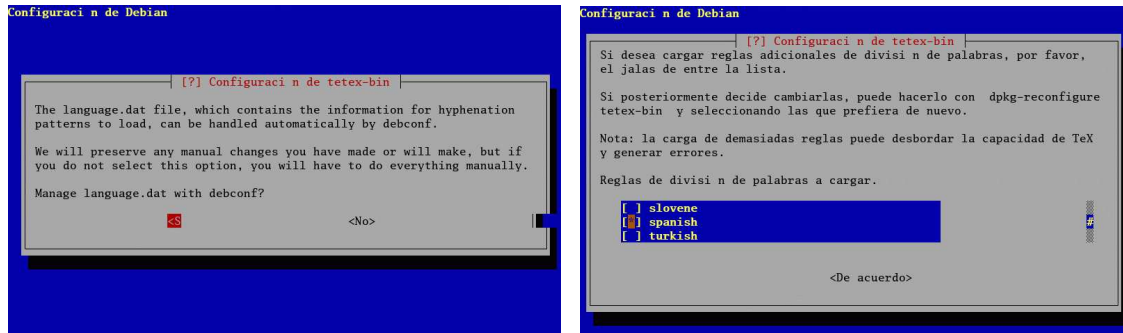 Configuraci n de Debian
[?] Configuraci n de tetex-bin
The language.dat file, which contains the information for hyphenation
patterns to load, can be handled automatically by debconf.
We will preserve any manual changes you have made or will make, but if
you do not select this option, you will have to do everything manually.
Manage language.dat with debconf?
<S <No>
Configuraci n de Debian
[?] Configuraci n de tetex-bin
Si desea cargar reglas adicionales de divisi n de palabras, por favor,
el jalas de entre la lista.
Si posteriormente decide cambiarlas, puede hacerlo con dpkg-reconfigure
tetex-bin y seleccionando las que prefiera de nuevo.
Nota: la carga de demasiadas reglas puede desbordar la capacidad de TeX
y generar errores.
Reglas de divisi n de palabras a cargar.
[ ] slovene
[*] spanish #
[ ] turkish
<De acuerdo>